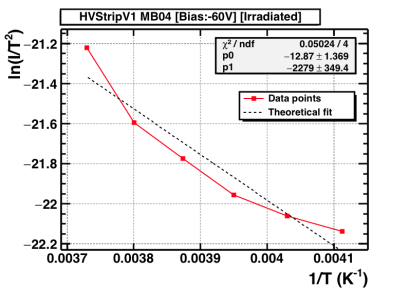 HVStripV1 MB04 [Bias:-60V] [Irradiated]
χ² / ndf 0.05024 / 4
p0 −12.87 ± 1.369
p1 −2279 ± 349.4
Data points
Theoretical fit
ln(I/T²)
−21.2
−21.4
−21.6
−21.8
−22
−22.2
0.0037 0.0038 0.0039 0.004 0.0041
1/T (K⁻¹)